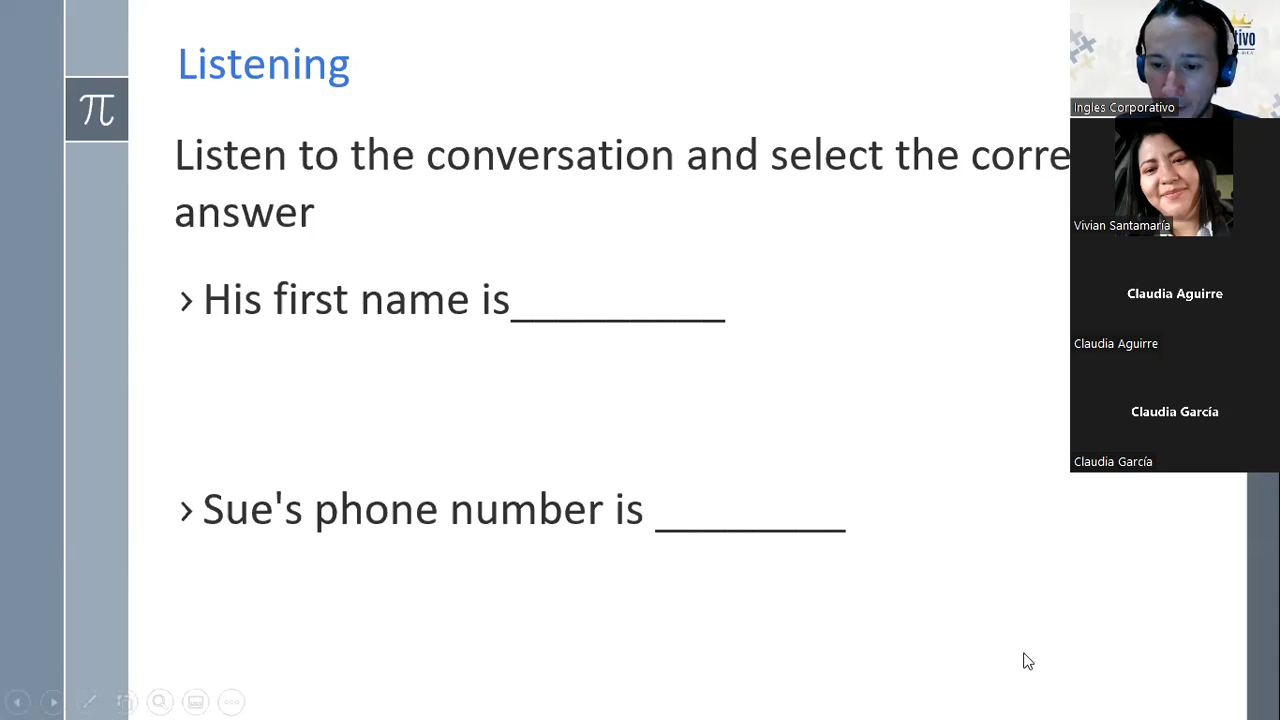 Listening
π
Listen to the conversation and select the corre
answer
› His first name is__________
› Sue's phone number is _________
tivo
Ingles Corporativo
Vivian Santamaría
Claudia Aguirre
Claudia Aguirre
Claudia García
Claudia García